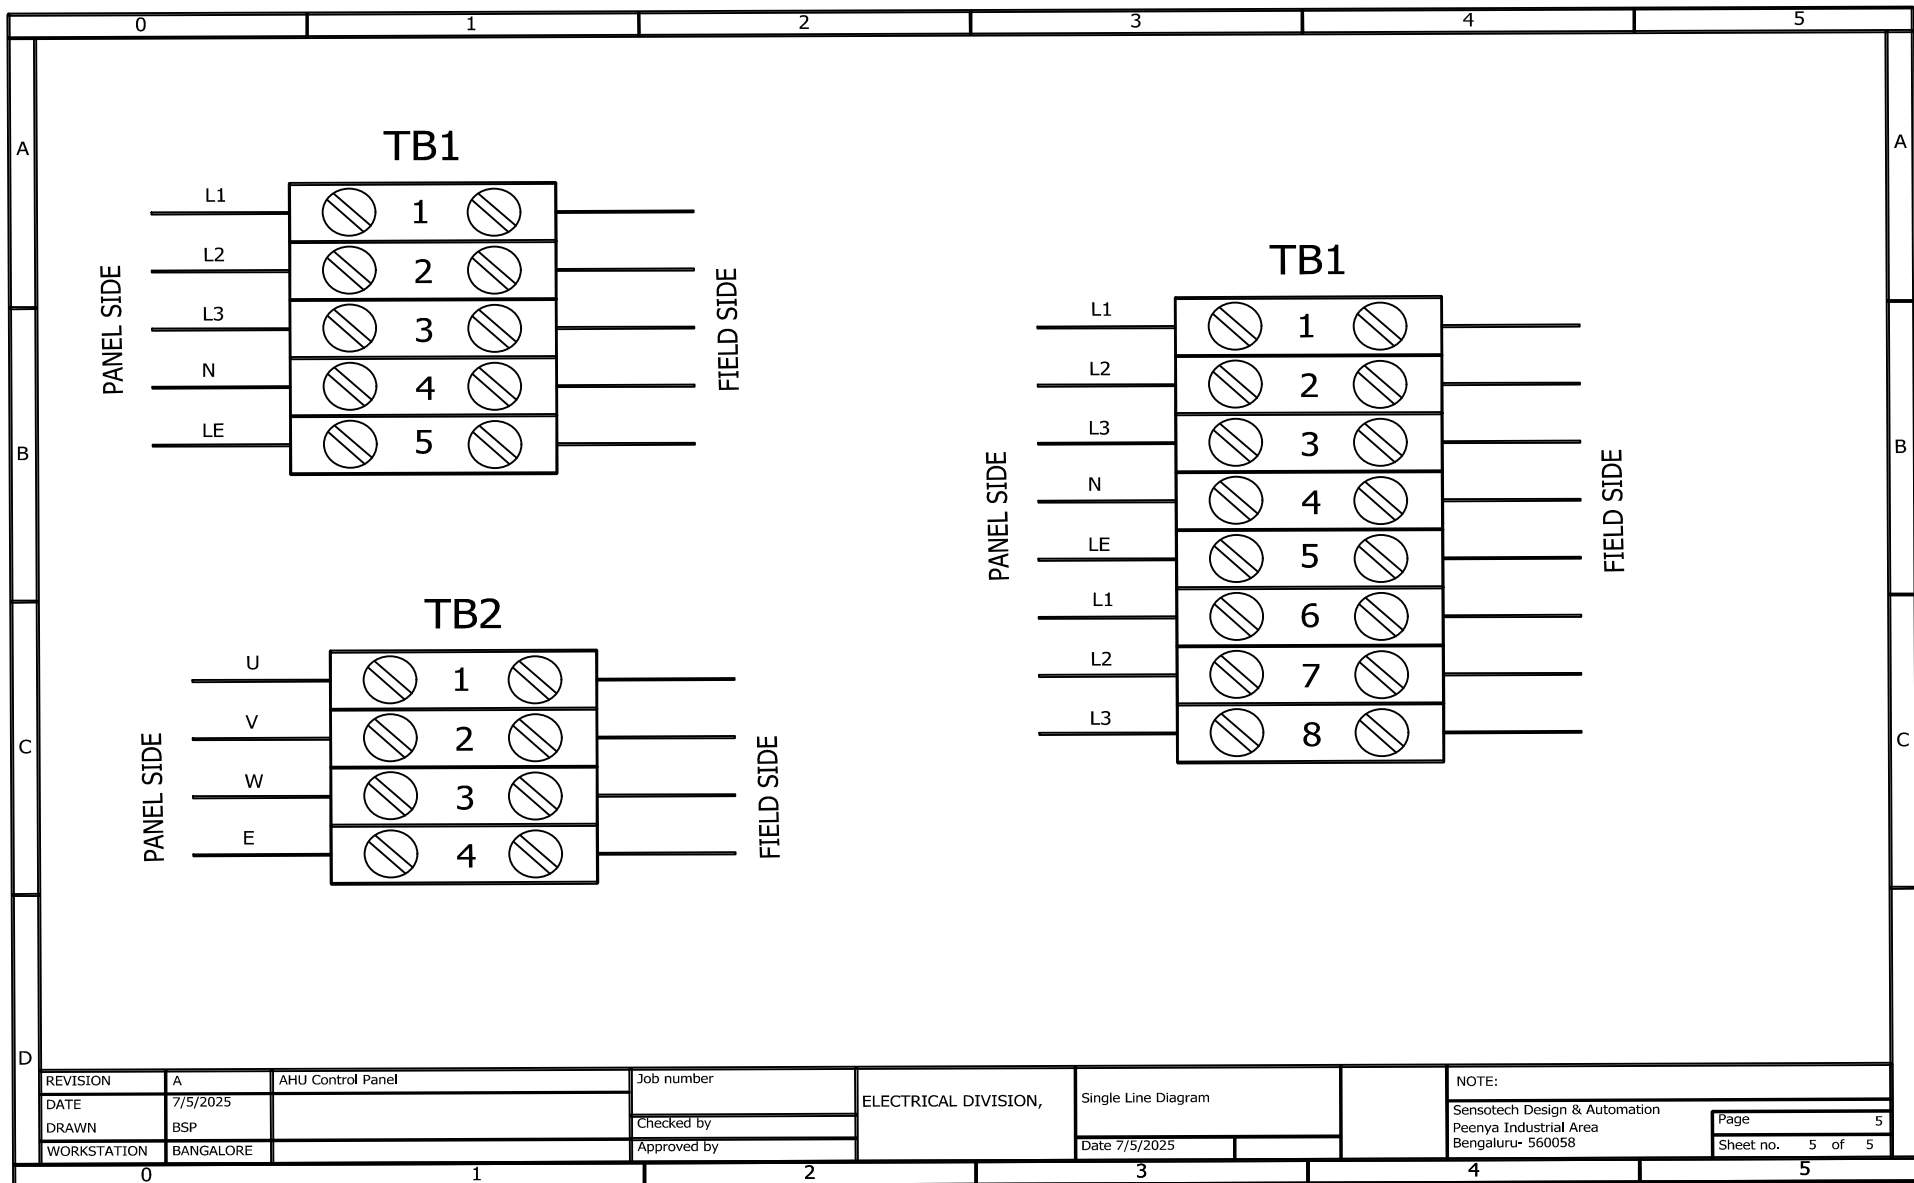 0 1 2 3 4 5
A A
B B
C C
D
TB1
PANEL SIDE
L1 1
L2 2
L3 3
N 4
LE 5
FIELD SIDE
TB2
PANEL SIDE
U 1
V 2
W 3
E 4
FIELD SIDE
TB1
PANEL SIDE
L1 1
L2 2
L3 3
N 4
LE 5
L1 6
L2 7
L3 8
FIELD SIDE
REVISION A AHU Control Panel
DATE 7/5/2025
DRAWN BSP
WORKSTATION BANGALORE
Job number
Checked by
Approved by
ELECTRICAL DIVISION,
Single Line Diagram
Date 7/5/2025
NOTE:
Sensotech Design & Automation
Peenya Industrial Area
Bengaluru- 560058
Page 5
Sheet no. 5 of 5
0 1 2 3 4 5